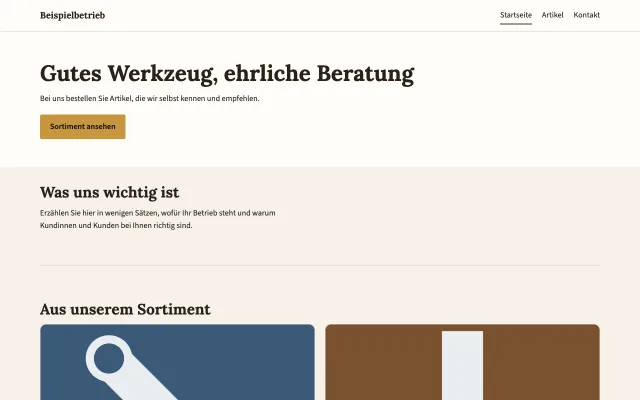 Beispielbetrieb
Startseite Artikel Kontakt
Gutes Werkzeug, ehrliche Beratung
Bei uns bestellen Sie Artikel, die wir selbst kennen und empfehlen.
Sortiment ansehen
Was uns wichtig ist
Erzählen Sie hier in wenigen Sätzen, wofür Ihr Betrieb steht und warum
Kundinnen und Kunden bei Ihnen richtig sind.
Aus unserem Sortiment